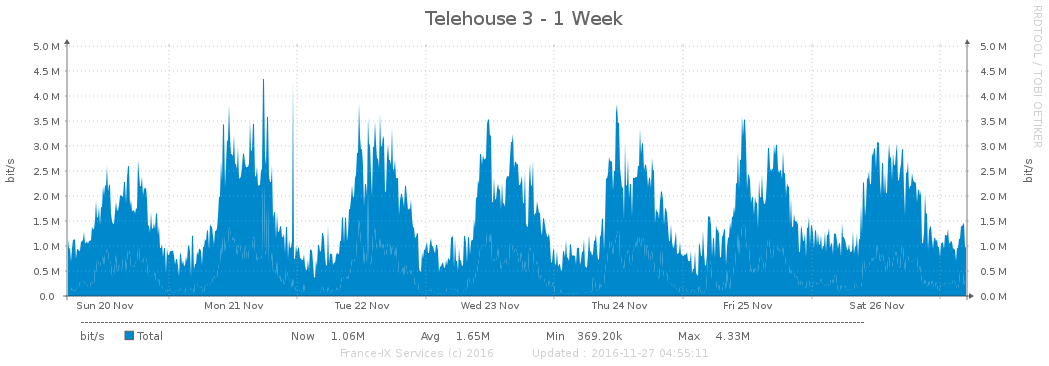 Telehouse 3 - 1 Week
RRDTOOL / TOBI OETIKER
5.0 M 5.0 M
4.5 M 4.5 M
4.0 M 4.0 M
3.5 M 3.5 M
3.0 M 3.0 M
2.5 M 2.5 M
2.0 M 2.0 M
1.5 M 1.5 M
1.0 M 1.0 M
0.5 M 0.5 M
0.0 0.0 M
bit/s bit/s
Sun 20 Nov Mon 21 Nov Tue 22 Nov Wed 23 Nov Thu 24 Nov Fri 25 Nov Sat 26 Nov
bit/s Total Now 1.06M Avg 1.65M Min 369.20k Max 4.33M
France-IX Services (c) 2016 Updated : 2016-11-27 04:55:11